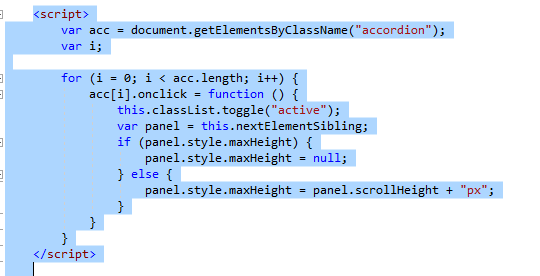 <script>
var acc = document.getElementsByClassName("accordion");
var i;
for (i = 0; i < acc.length; i++) {
acc[i].onclick = function () {
this.classList.toggle("active");
var panel = this.nextElementSibling;
if (panel.style.maxHeight) {
panel.style.maxHeight = null;
} else {
panel.style.maxHeight = panel.scrollHeight + "px";
}
}
}
</script>